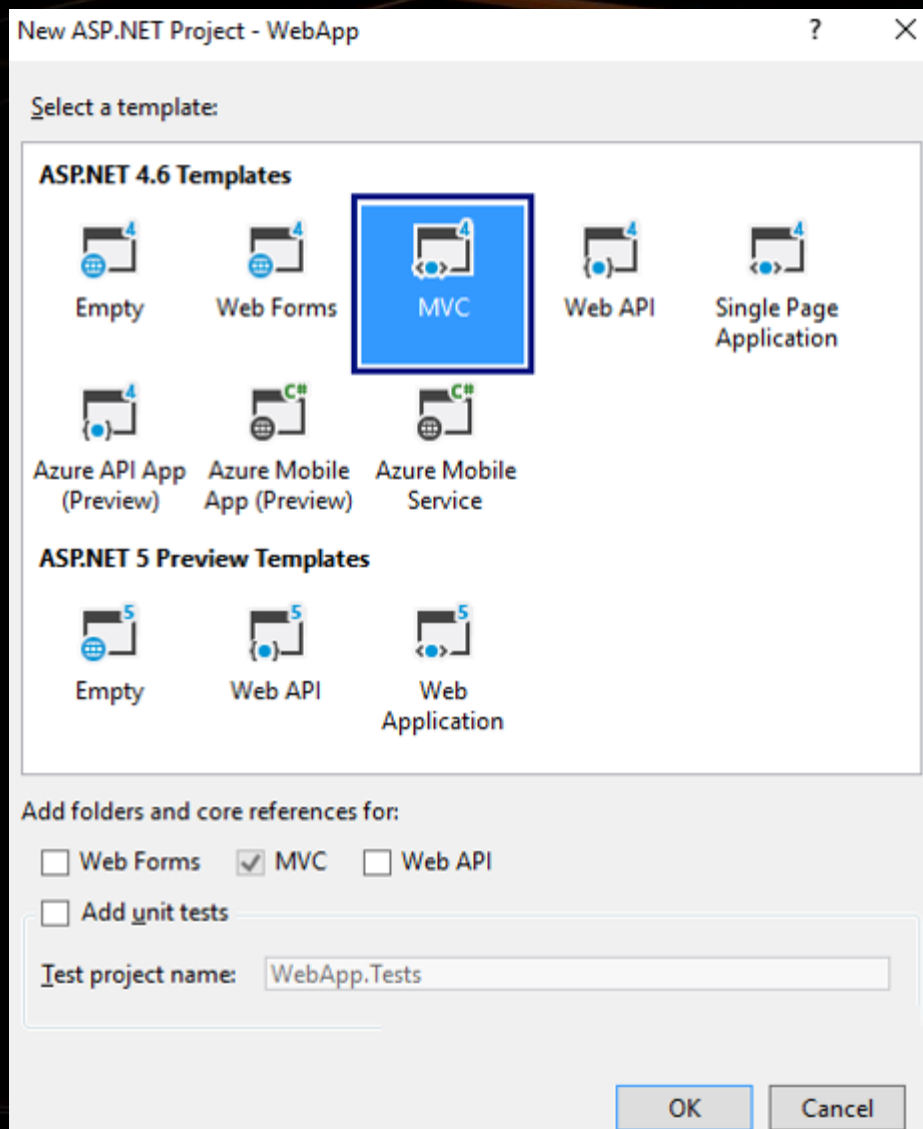 New ASP.NET Project - WebApp ?
Select a template:
ASP.NET 4.6 Templates
4 4 4 4 4
Empty Web Forms MVC Web API Single Page
Application
4 C# C#
Azure API App Azure Mobile Azure Mobile
(Preview) App (Preview) Service
ASP.NET 5 Preview Templates
5 5 5
Empty Web API Web
Application
Add folders and core references for:
Web Forms MVC Web API
Add unit tests
Test project name: WebApp.Tests
OK Cancel